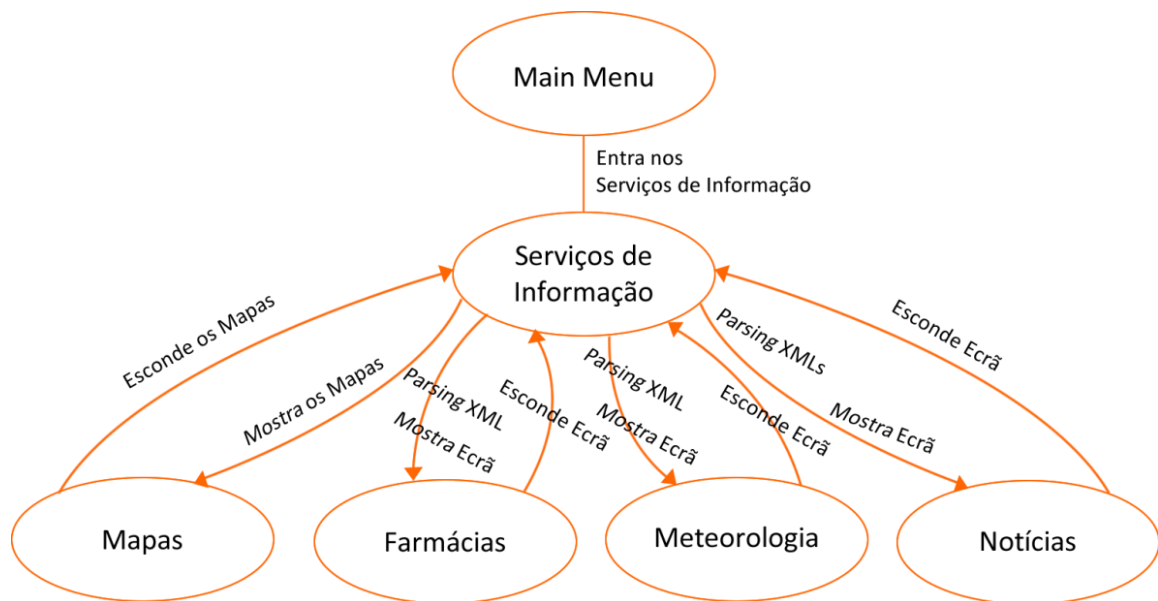 Main Menu
Entra nos
Serviços de Informação
Serviços de
Informação
Esconde os Mapas
Mostra os Mapas
Parsing XML
Mostra Ecrã
Esconde Ecrã
Parsing XML
Mostra Ecrã
Esconde Ecrã
Parsing XMLs
Mostra Ecrã
Esconde Ecrã
Mapas
Farmácias
Meteorologia
Notícias